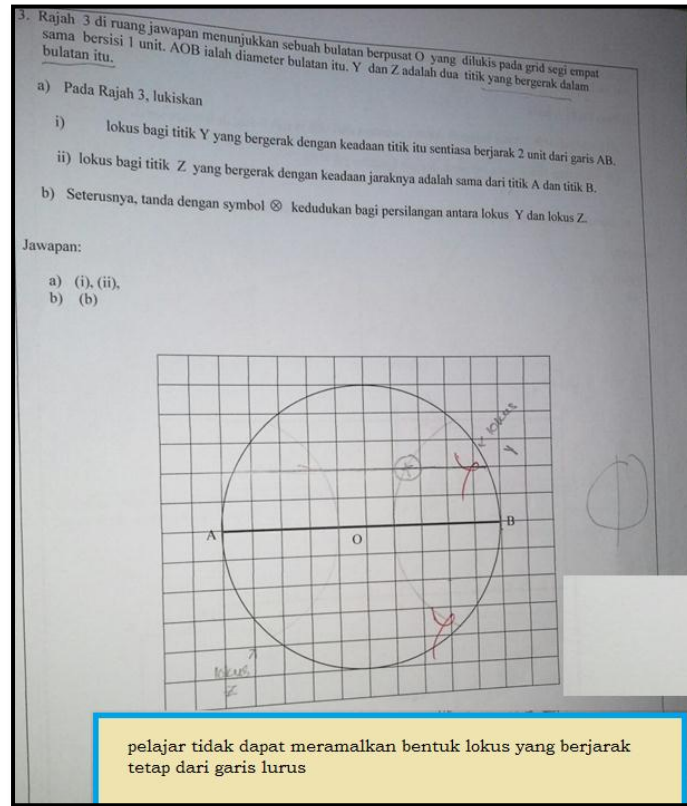 3. Rajah 3 di ruang jawapan menunjukkan sebuah bulatan berpusat O yang dilukis pada grid segi empat
sama bersisi 1 unit. AOB ialah diameter bulatan itu. Y dan Z adalah dua titik yang bergerak dalam
bulatan itu.
a) Pada Rajah 3, lukiskan
i) lokus bagi titik Y yang bergerak dengan keadaan titik itu sentiasa berjarak 2 unit dari garis AB.
ii) lokus bagi titik Z yang bergerak dengan keadaan jaraknya adalah sama dari titik A dan titik B.
b) Seterusnya, tanda dengan symbol ⊗ kedudukan bagi persilangan antara lokus Y dan lokus Z.
Jawapan:
a) (i), (ii),
b) (b)
lokus
Y
A
O
B
lokus
Z
pelajar tidak dapat meramalkan bentuk lokus yang berjarak
tetap dari garis lurus